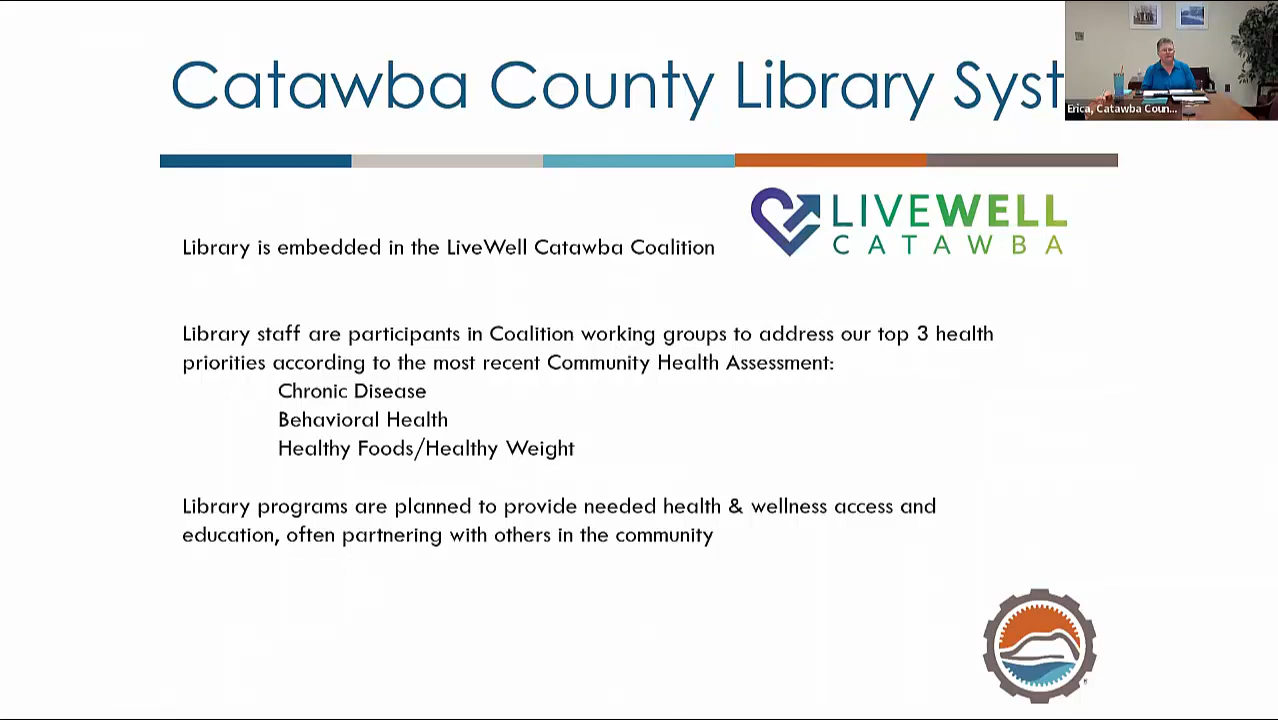 Catawba County Library Syst
Erica, Catawba Coun...
LIVEWELL
CATAWBA
Library is embedded in the LiveWell Catawba Coalition
Library staff are participants in Coalition working groups to address our top 3 health
priorities according to the most recent Community Health Assessment:
Chronic Disease
Behavioral Health
Healthy Foods/Healthy Weight
Library programs are planned to provide needed health & wellness access and
education, often partnering with others in the community